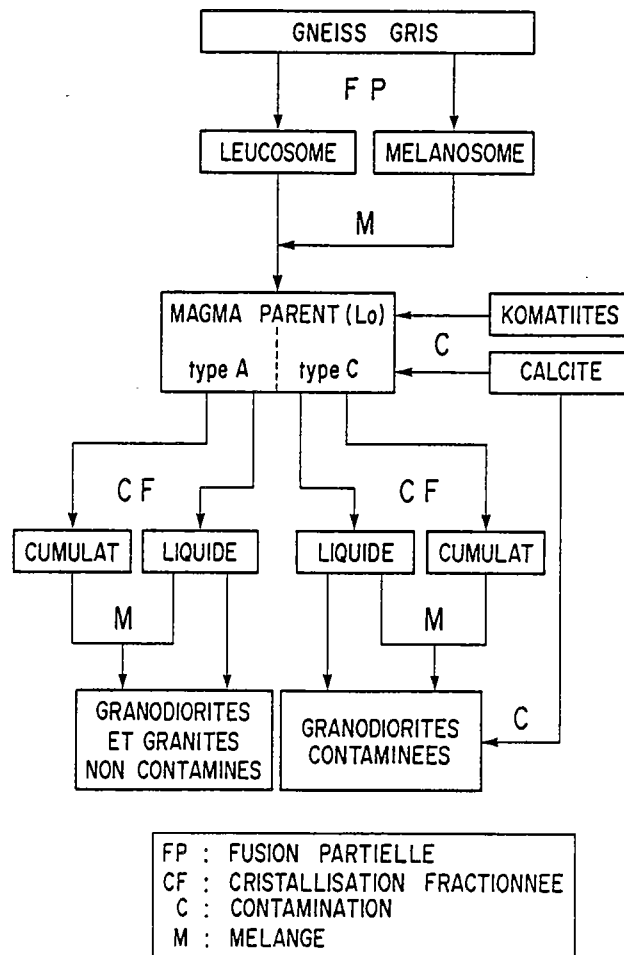 GNEISS GRIS
F P
LEUCOSOME
MELANOSOME
M
MAGMA PARENT (Lo)
type A
type C
KOMATIITES
C
CALCITE
C F
C F
CUMULAT
LIQUIDE
LIQUIDE
CUMULAT
M
M
GRANODIORITES
ET GRANITES
NON CONTAMINES
GRANODIORITES
CONTAMINEES
C
FP : FUSION PARTIELLE
CF : CRISTALLISATION FRACTIONNEE
C : CONTAMINATION
M : MELANGE